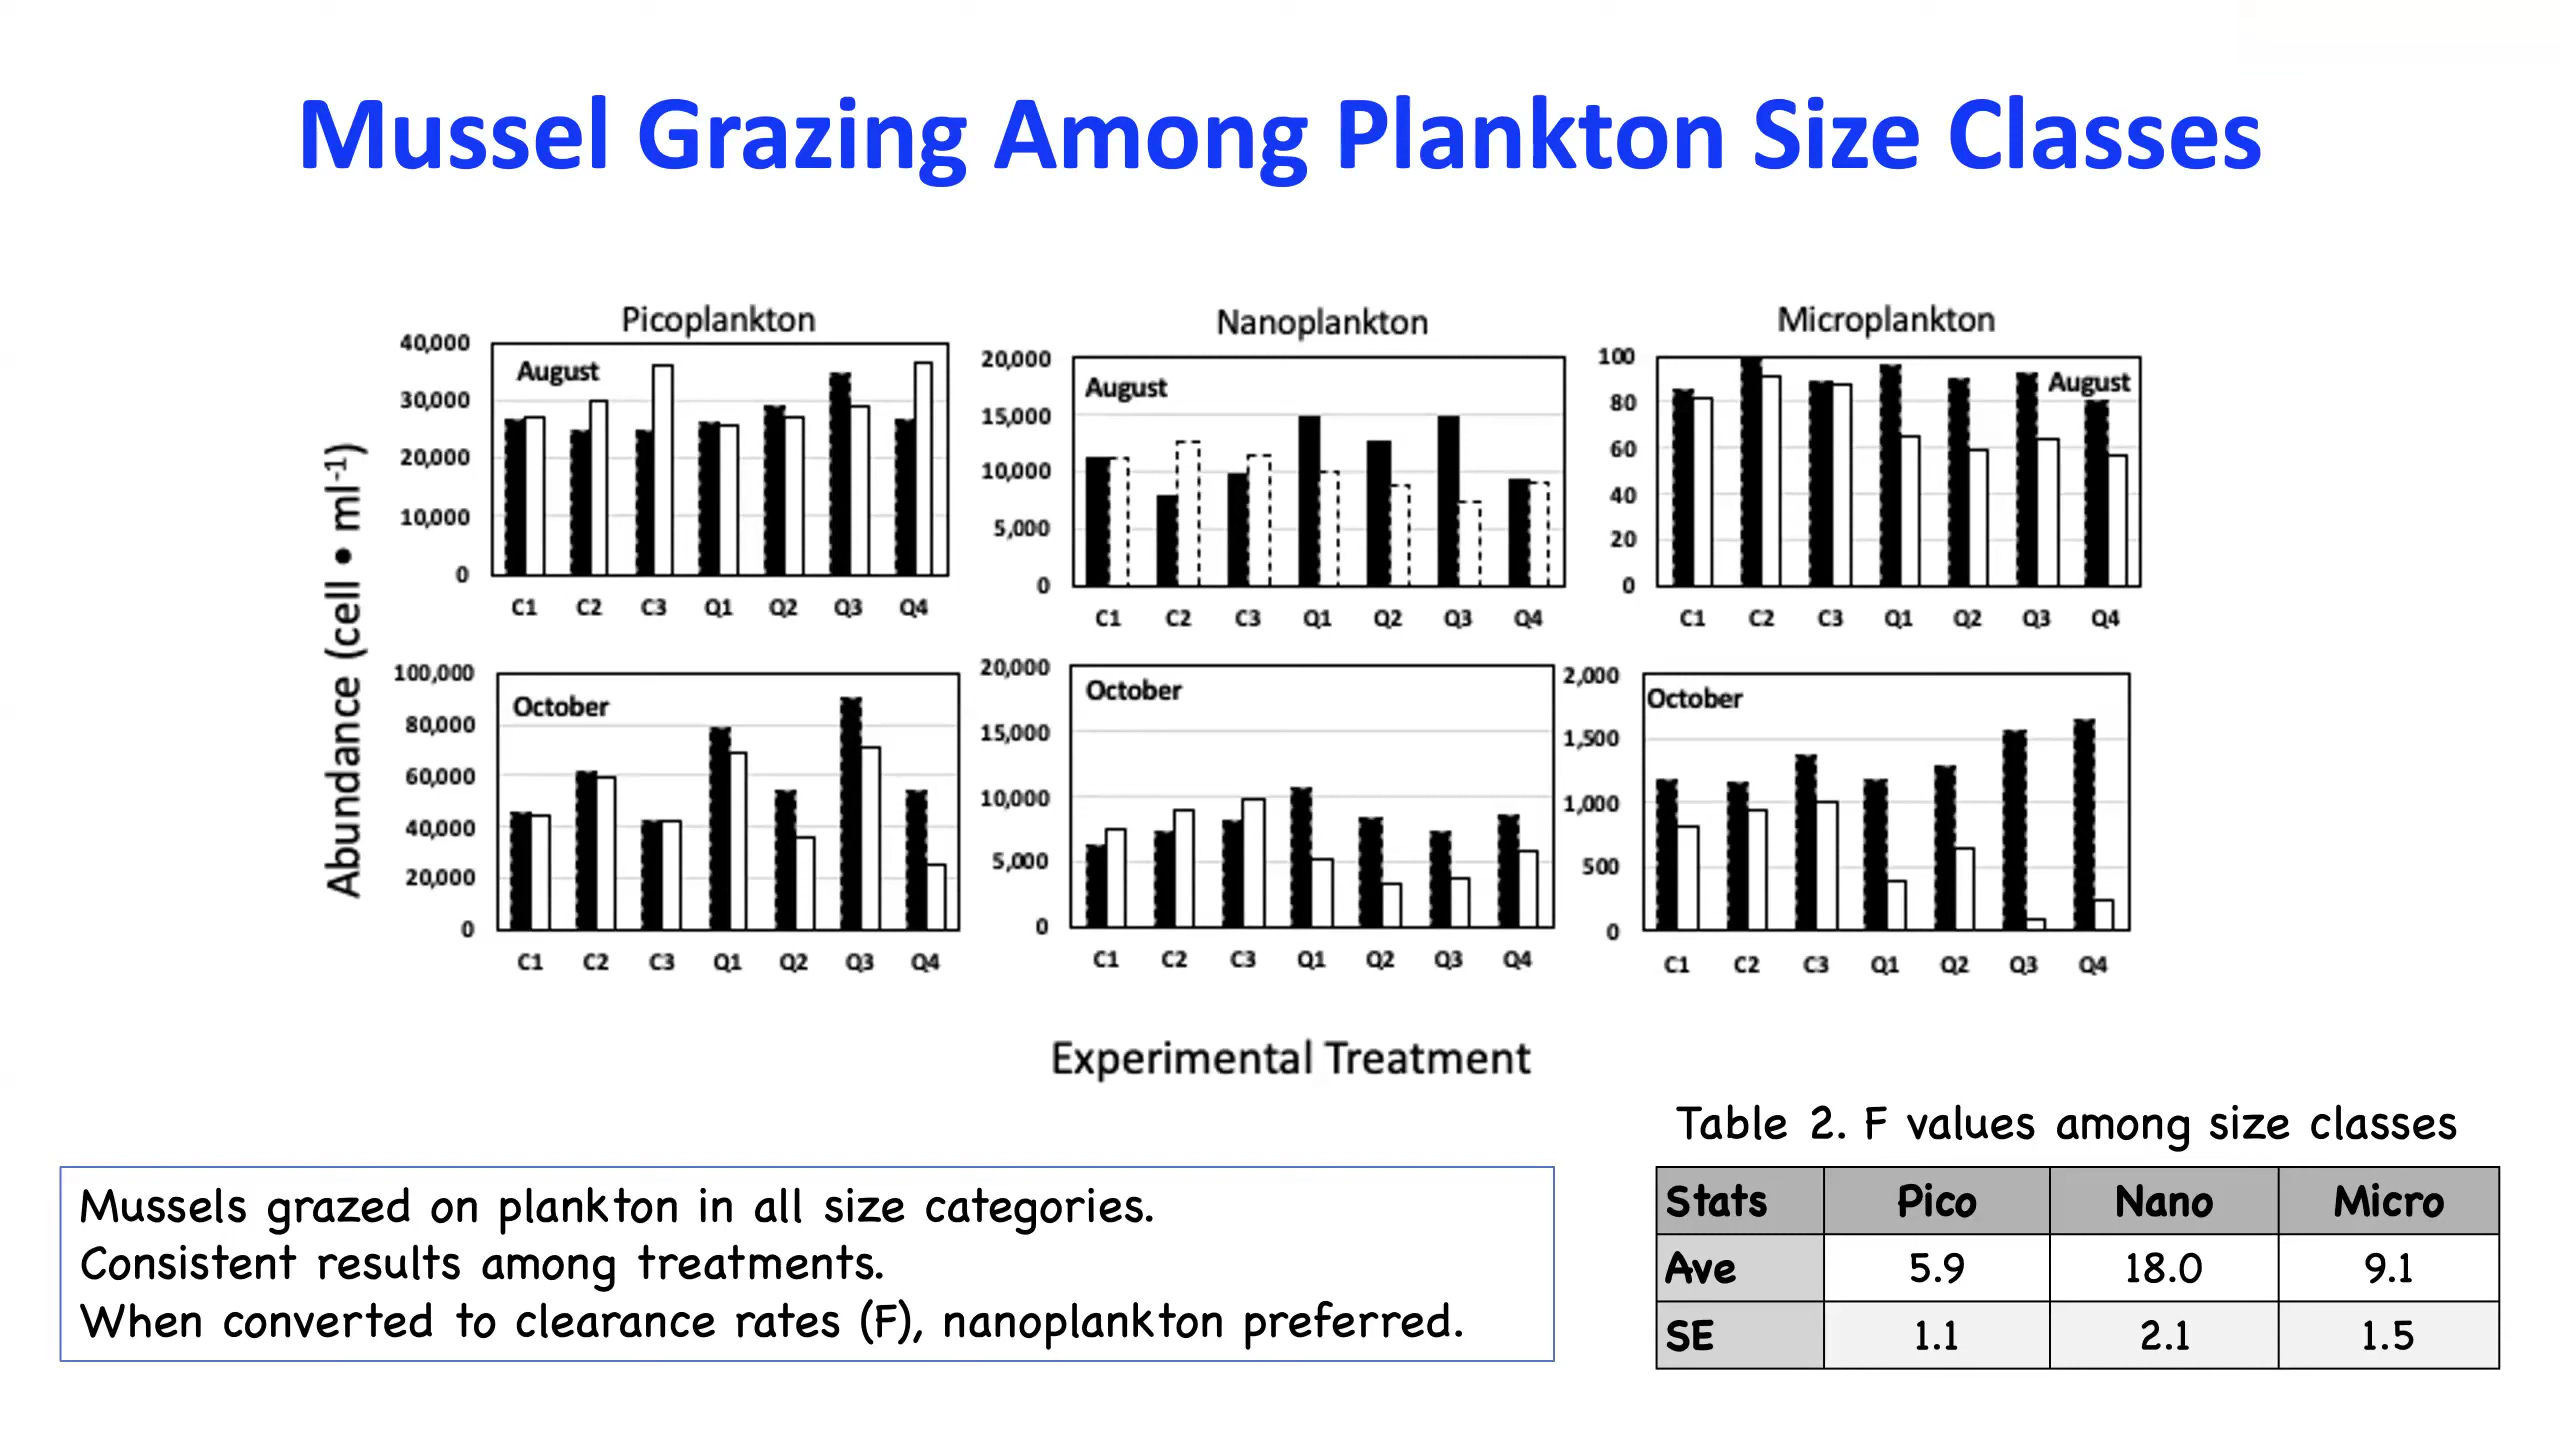 Mussel Grazing Among Plankton Size Classes
Picoplankton
Nanoplankton
Microplankton
Abundance (cell • ml-1)
40,000
30,000
20,000
10,000
0
August
C1 C2 C3 Q1 Q2 Q3 Q4
20,000
15,000
10,000
5,000
0
August
C1 C2 C3 Q1 Q2 Q3 Q4
100
80
60
40
20
0
August
C1 C2 C3 Q1 Q2 Q3 Q4
100,000
80,000
60,000
40,000
20,000
0
October
C1 C2 C3 Q1 Q2 Q3 Q4
20,000
15,000
10,000
5,000
0
October
C1 C2 C3 Q1 Q2 Q3 Q4
2,000
1,500
1,000
500
0
October
C1 C2 C3 Q1 Q2 Q3 Q4
Experimental Treatment
Mussels grazed on plankton in all size categories.
Consistent results among treatments.
When converted to clearance rates (F), nanoplankton preferred.
Table 2. F values among size classes
Stats Pico Nano Micro
Ave 5.9 18.0 9.1
SE 1.1 2.1 1.5